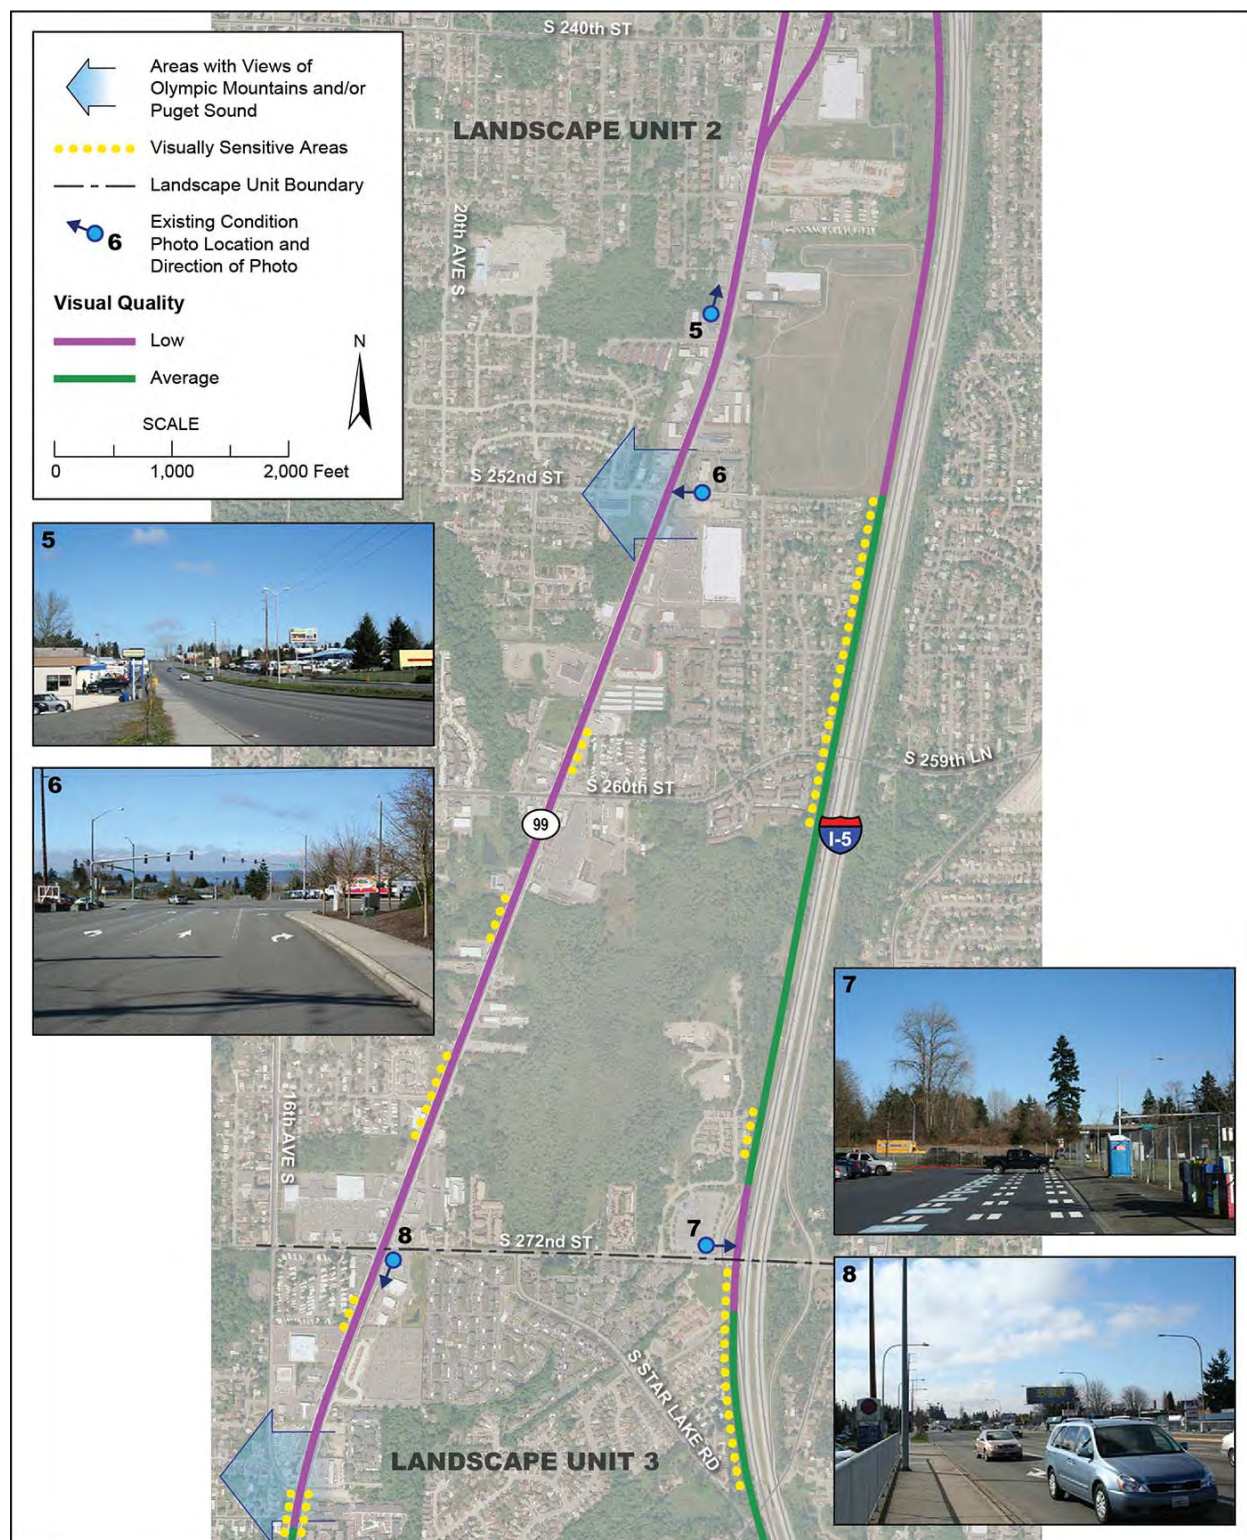 Areas with Views of
Olympic Mountains and/or
Puget Sound
Visually Sensitive Areas
Landscape Unit Boundary
6
Existing Condition
Photo Location and
Direction of Photo
Visual Quality
Low
Average
N
SCALE
0 1,000 2,000 Feet
S 240th ST
LANDSCAPE UNIT 2
20th AVE S
5
6
S 252nd ST
5
S 259th LN
S 260th ST
99
I-5
6
7
16th AVE S
8
7
S 272nd ST
8
S STAR LAKE RD
LANDSCAPE UNIT 3